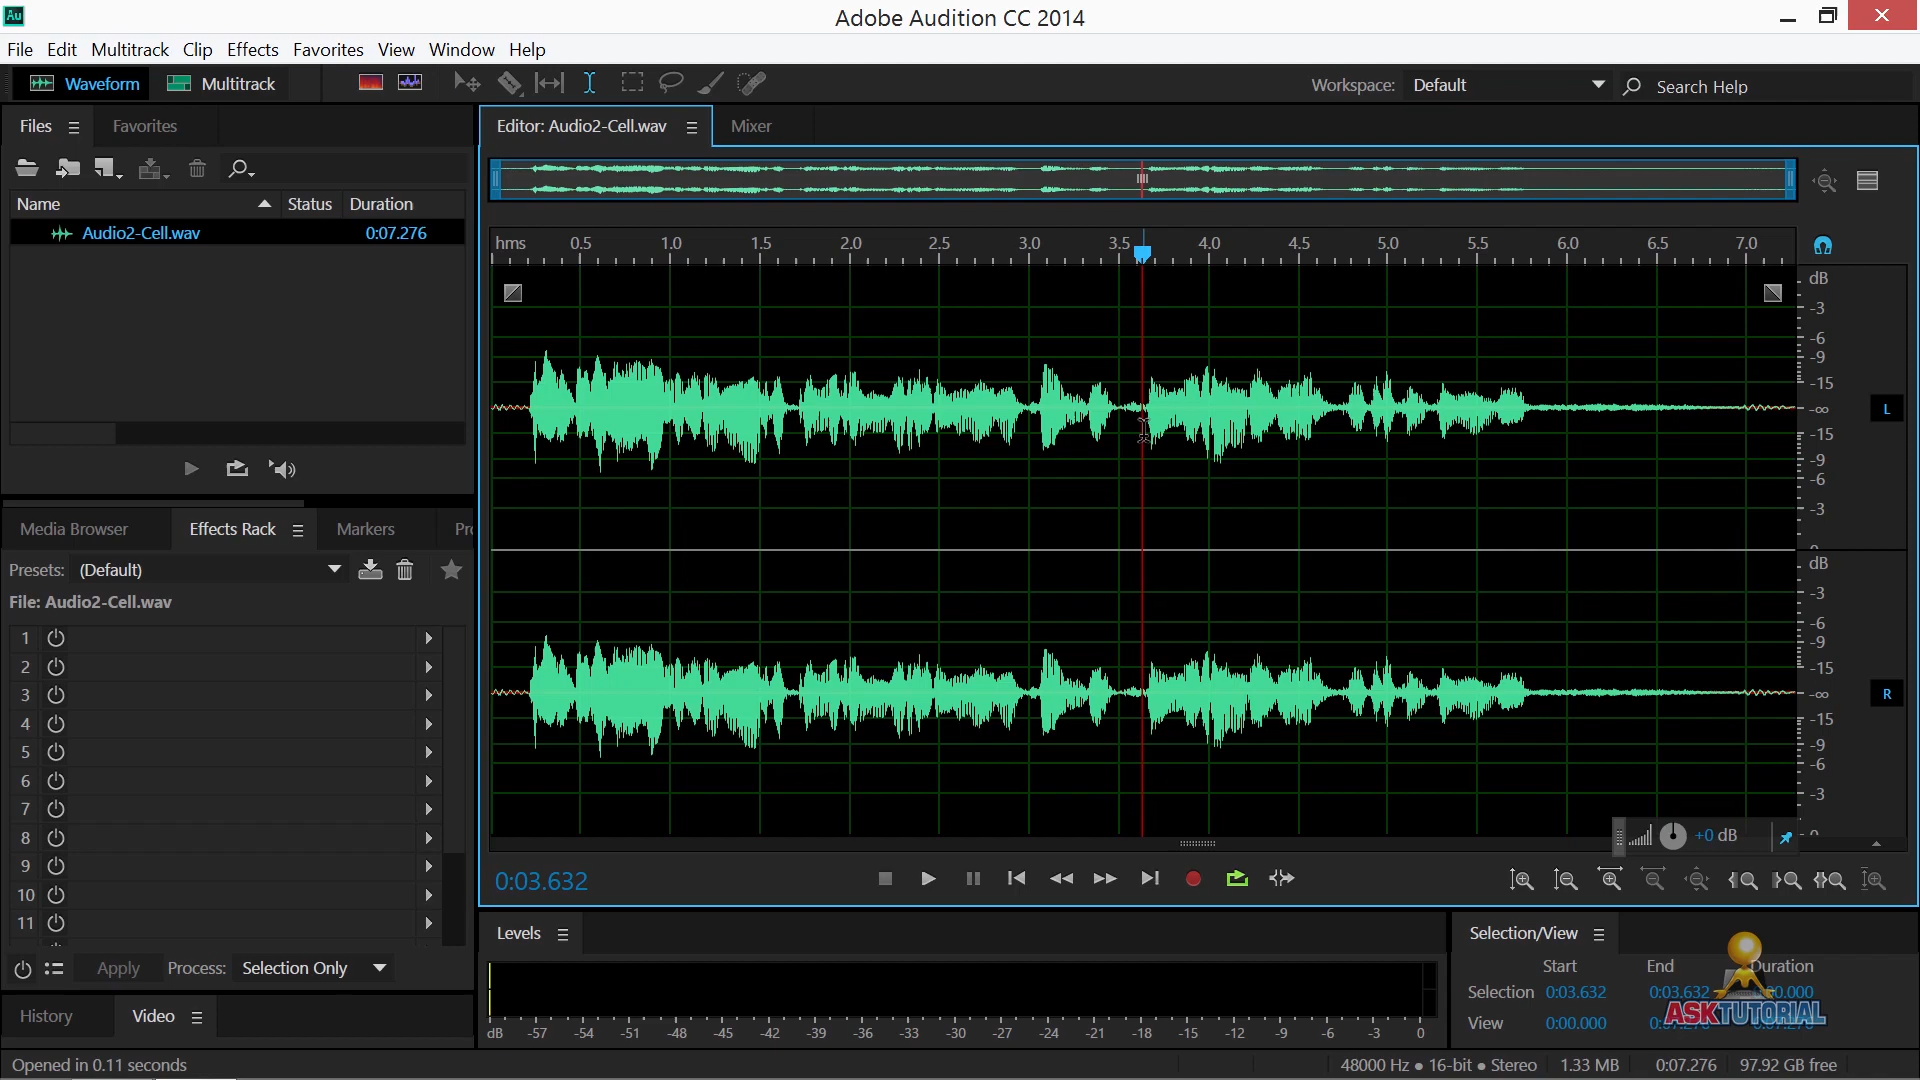 Au
Adobe Audition CC 2014
File Edit Multitrack Clip Effects Favorites View Window Help
Waveform Multitrack Workspace: Default Search Help
Files Favorites
Name Status Duration
Audio2-Cell.wav 0:07.276
Media Browser Effects Rack Markers Pr
Presets: (Default)
File: Audio2-Cell.wav
1
2
3
4
5
6
7
8
9
10
11
Apply Process: Selection Only
History Video
Opened in 0.11 seconds
Editor: Audio2-Cell.wav Mixer
hms 0.5 1.0 1.5 2.0 2.5 3.0 3.5 4.0 4.5 5.0 5.5 6.0 6.5 7.0
dB
-3
-6
-9
-15
-∞
L
-15
-9
-6
-3
dB
-3
-6
-9
-15
-∞
R
-15
-9
-6
-3
+0 dB
0:03.632
Levels
dB -57 -54 -51 -48 -45 -42 -39 -36 -33 -30 -27 -24 -21 -18 -15 -12 -9 -6 -3 0
Selection/View
Start End Duration
Selection 0:03.632 0:03.632
View 0:00.000
ASKTUTORIAL
48000 Hz • 16-bit • Stereo 1.33 MB 0:07.276 97.92 GB free